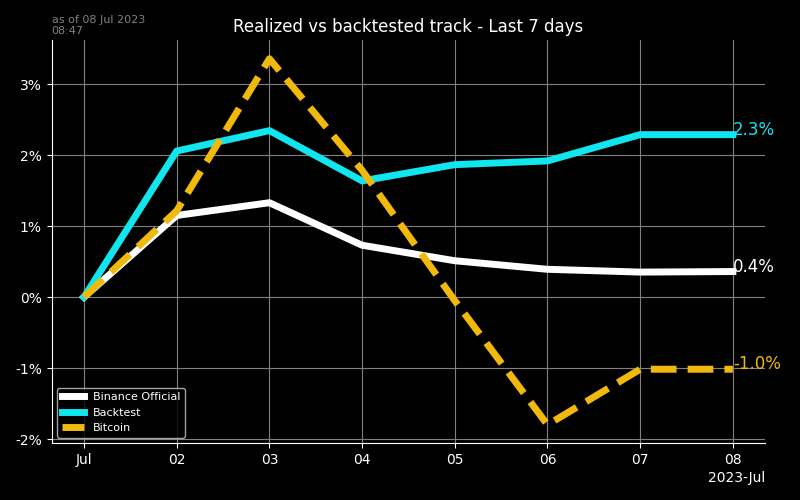 as of 08 Jul 2023
08:47
Realized vs backtested track - Last 7 days
3%
2%
1%
0%
-1%
-2%
2.3%
0.4%
-1.0%
Binance Official
Backtest
Bitcoin
Jul 02 03 04 05 06 07 08
2023-Jul